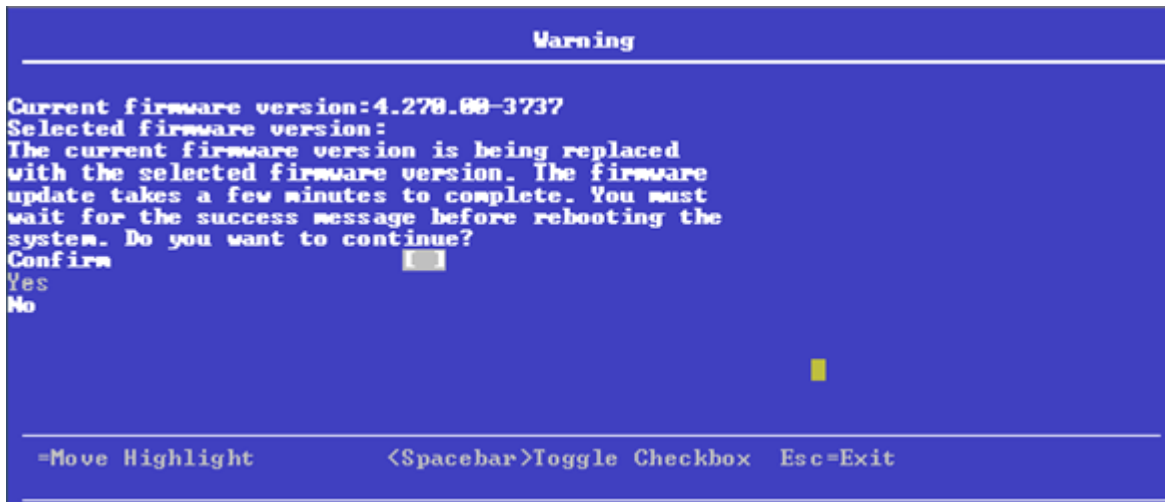 Warning
Current firmware version:4.270.00-3737
Selected firmware version:
The current firmware version is being replaced
with the selected firmware version. The firmware
update takes a few minutes to complete. You must
wait for the success message before rebooting the
system. Do you want to continue?
Confirm [ ]
Yes
No
=Move Highlight <Spacebar>Toggle Checkbox Esc=Exit